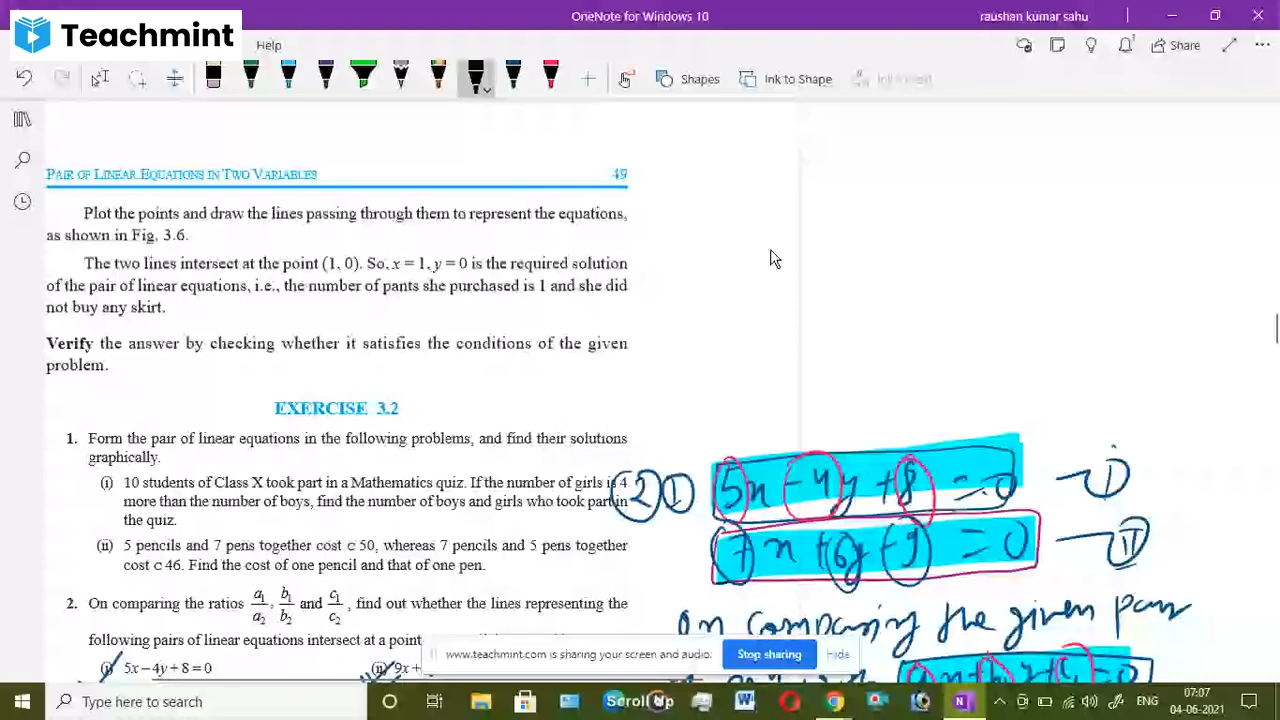 OneNote for Windows 10
raushan kumar sahu
Teachmint
Help
Share
Shapes
Ink to Shape
PAIR OF LINEAR EQUATIONS IN TWO VARIABLES 49
Plot the points and draw the lines passing through them to represent the equations,
as shown in Fig. 3.6.
The two lines intersect at the point (1, 0). So, x = 1, y = 0 is the required solution
of the pair of linear equations, i.e., the number of pants she purchased is 1 and she did
not buy any skirt.
Verify the answer by checking whether it satisfies the conditions of the given
problem.
EXERCISE 3.2
1. Form the pair of linear equations in the following problems, and find their solutions
graphically.
(i) 10 students of Class X took part in a Mathematics quiz. If the number of girls is 4
more than the number of boys, find the number of boys and girls who took part in
the quiz.
(ii) 5 pencils and 7 pens together cost c 50, whereas 7 pencils and 5 pens together
cost c 46. Find the cost of one pencil and that of one pen.
2. On comparing the ratios a1/a2, b1/b2 and c1/c2, find out whether the lines representing the
following pairs of linear equations intersect at a point
(i) 5x – 4y + 8 = 0 (ii) 9x +
(2) (I) 5x - 4y + 8 = 0 — (I)
7x + 6y - 9 = 0 — (II)
on comparing the given pair
www.teachmint.com is sharing your screen and audio.
Stop sharing
Hide
Type here to search
Scroll Up
ENG
07:07
04-06-2021